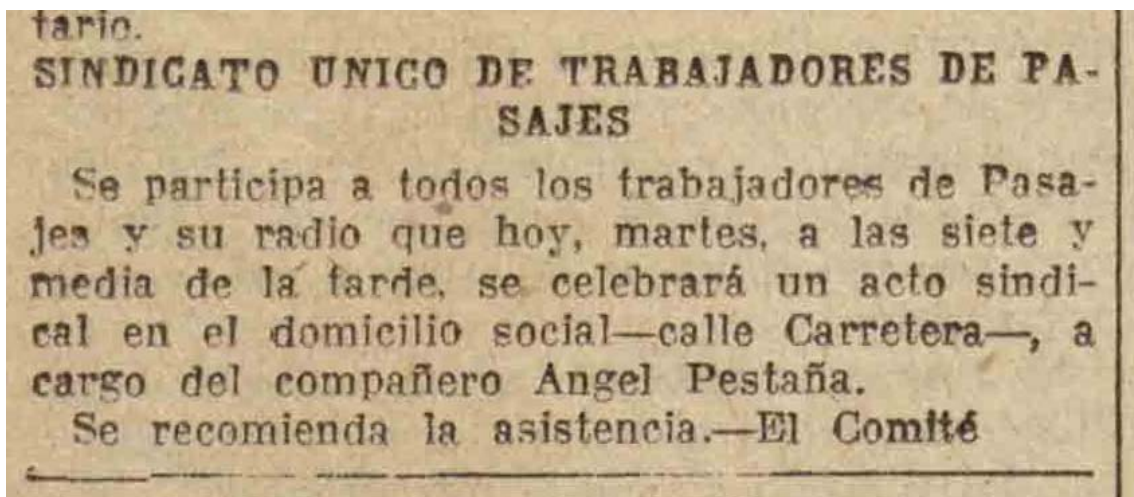 tario.
SINDICATO UNICO DE TRABAJADORES DE PA-
SAJES
Se participa a todos los trabajadores de Pasa-
jes y su radio que hoy, martes, a las siete y
media de la tarde, se celebrará un acto sindi-
cal en el domicilio social—calle Carretera—, a
cargo del compañero Angel Pestaña.
Se recomienda la asistencia.—El Comité